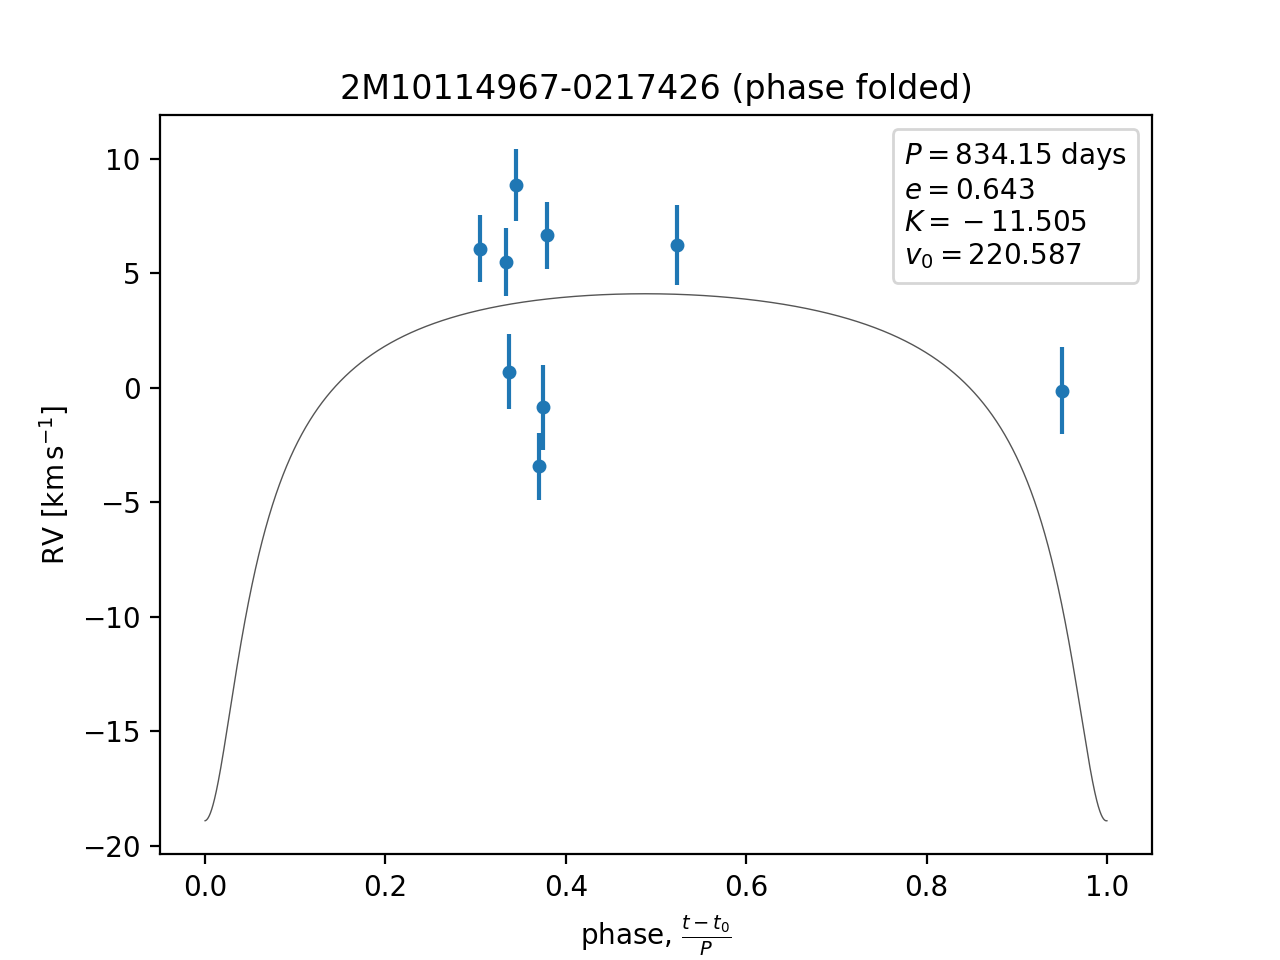 2M10114967-0217426 (phase folded)
P = 834.15 days
e = 0.643
K = −11.505
v₀ = 220.587
10
5
0
−5
−10
−15
−20
RV [km s⁻¹]
0.0 0.2 0.4 0.6 0.8 1.0
phase, (t − t₀)/P